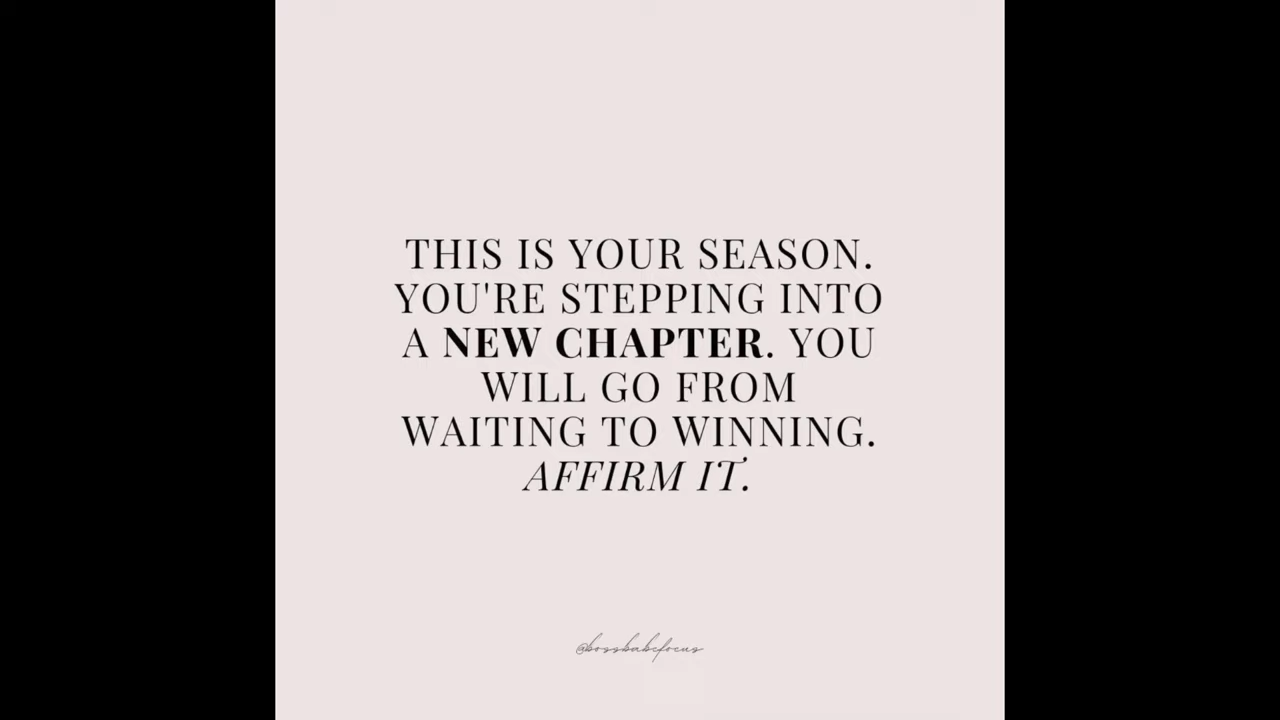 THIS IS YOUR SEASON.
YOU'RE STEPPING INTO
A NEW CHAPTER. YOU
WILL GO FROM
WAITING TO WINNING.
AFFIRM IT.
@bossbabefocus